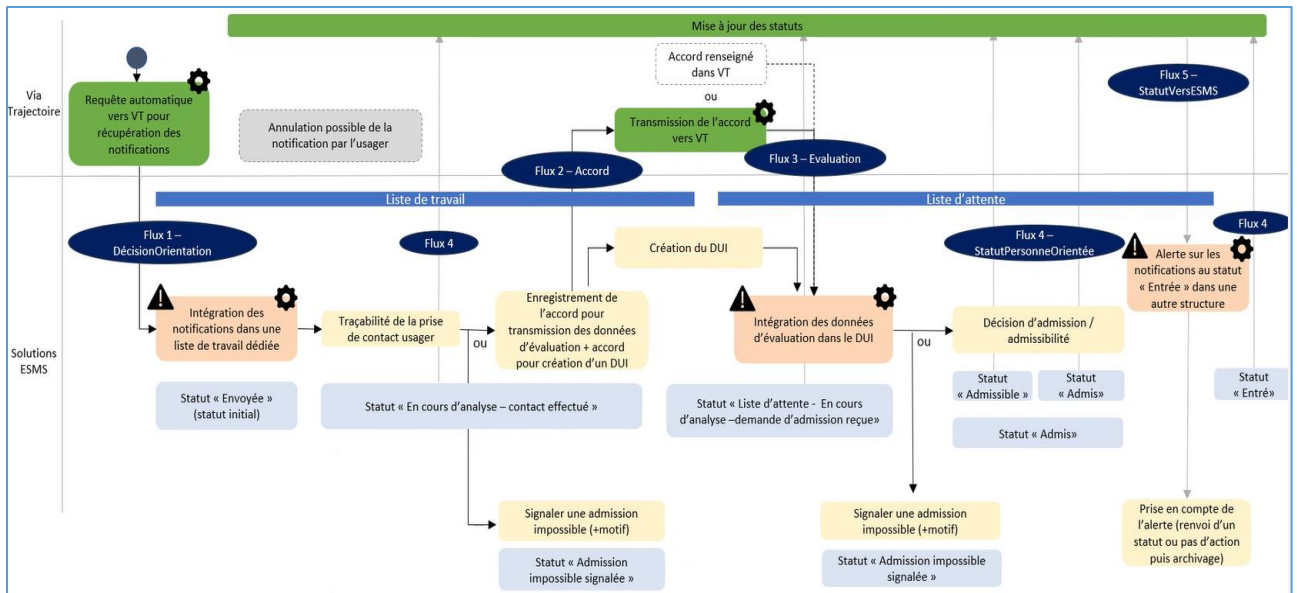 Mise à jour des statuts
Via
Trajectoire
Requête automatique
vers VT pour
récupération des
notifications
Annulation possible de la
notification par l'usager
Accord renseigné
dans VT
ou
Transmission de l'accord
vers VT
Flux 5 –
StatutVersESMS
Flux 2 – Accord
Flux 3 – Evaluation
Liste de travail
Liste d'attente
Flux 1 –
DécisionOrientation
Flux 4
Création du DUI
Flux 4 –
StatutPersonneOrientée
Flux 4
Alerte sur les
notifications au statut
« Entrée » dans une
autre structure
Solutions
ESMS
Intégration des
notifications dans une
liste de travail dédiée
Traçabilité de la prise
de contact usager
ou
Enregistrement de
l'accord pour
transmission des données
d'évaluation + accord
pour création d'un DUI
Intégration des données
d'évaluation dans le DUI
ou
Décision d'admission /
admissibilité
Statut « Envoyée »
(statut initial)
Statut « En cours d'analyse – contact effectué »
Statut « Liste d'attente - En cours
d'analyse –demande d'admission reçue»
Statut
« Admissible »
Statut
« Admis»
Statut « Admis»
Statut
« Entré »
Signaler une admission
impossible (+motif)
Statut « Admission
impossible signalée »
Signaler une admission
impossible (+motif)
Statut « Admission impossible
signalée »
Prise en compte de
l'alerte (renvoi d'un
statut ou pas d'action
puis archivage)